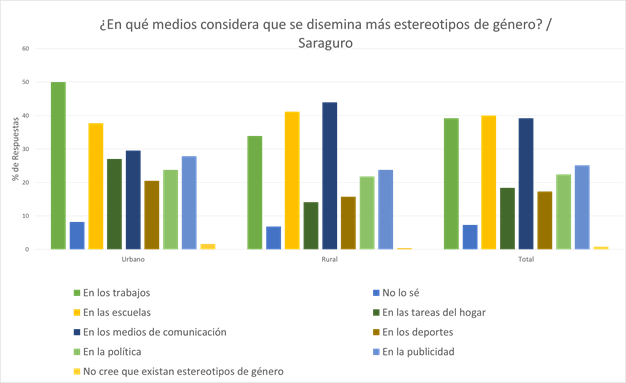 ¿En qué medios considera que se disemina más estereotipos de género? /
Saraguro
% de Respuestas
60
50
40
30
20
10
0
Urbano
Rural
Total
En los trabajos
No lo sé
En las escuelas
En las tareas del hogar
En los medios de comunicación
En los deportes
En la política
En la publicidad
No cree que existan estereotipos de género